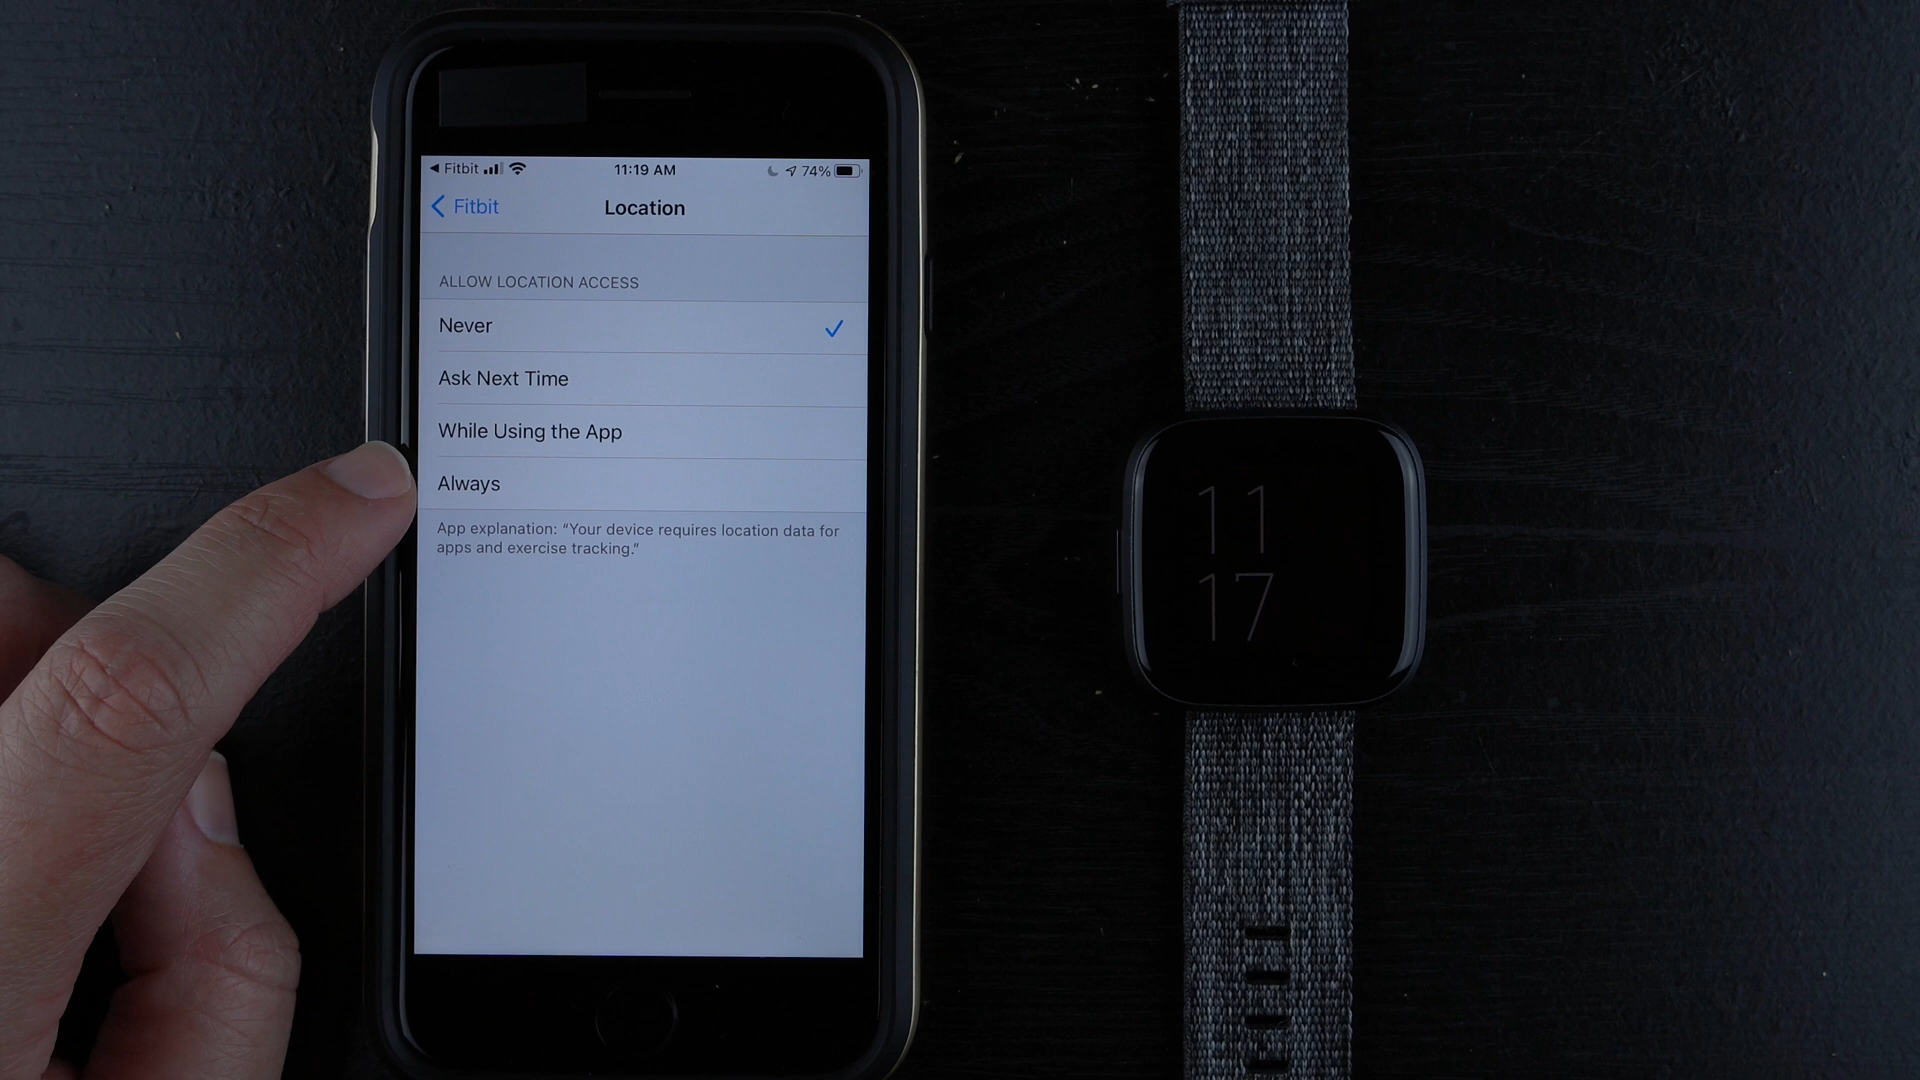 Fitbit
11:19 AM
74%
Fitbit
Location
ALLOW LOCATION ACCESS
Never
Ask Next Time
While Using the App
Always
App explanation: “Your device requires location data for
apps and exercise tracking.”
11
17